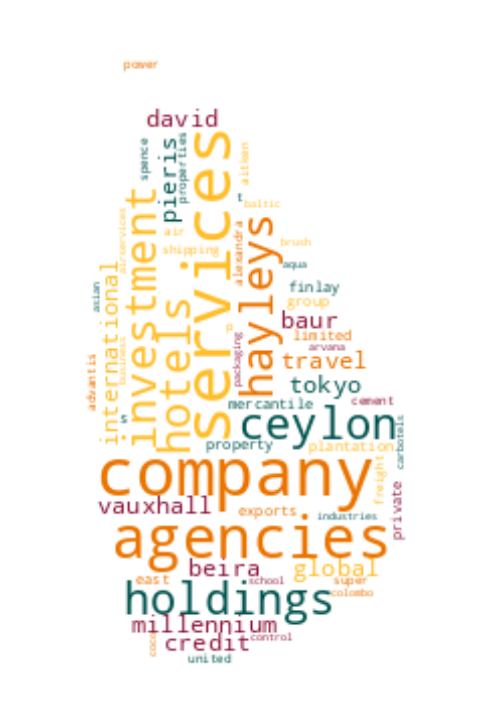 power
david
spence
pieris
properties
services
aitken
t
baltic
investment
airservices
air
shipping
hotels
alexandra
hayleys
brush
aqua
asian
international
finlay
group
baur
p
limited
arvana
packaging
travel
business
advantis
tokyo
cement
mercantile
s
ceylon
carbotels
property
plantation
company
freight
private
vauxhall
exports
industries
agencies
beira
global
east
school
super
colombo
holdings
millennium
control
credit
coco
united